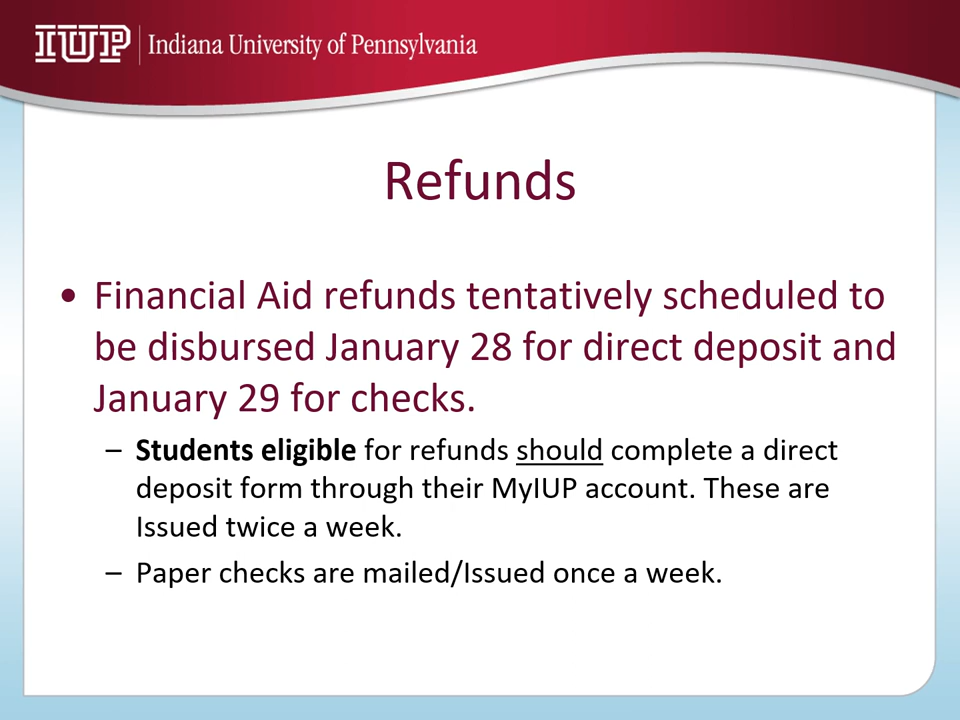 IUP Indiana University of Pennsylvania
Refunds
• Financial Aid refunds tentatively scheduled to
be disbursed January 28 for direct deposit and
January 29 for checks.
– Students eligible for refunds should complete a direct
deposit form through their MyIUP account. These are
Issued twice a week.
– Paper checks are mailed/Issued once a week.